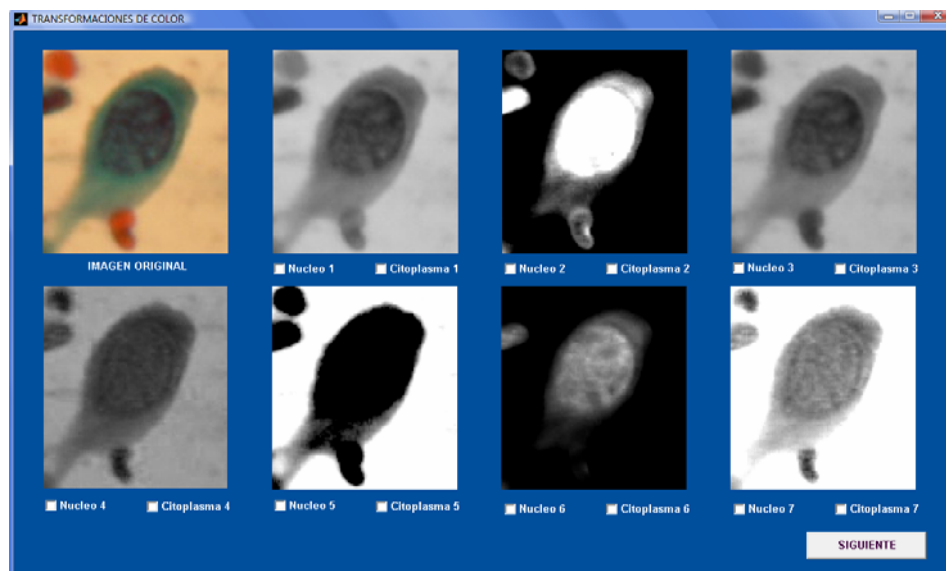 TRANSFORMACIONES DE COLOR
IMAGEN ORIGINAL
Nucleo 1 Citoplasma 1
Nucleo 2 Citoplasma 2
Nucleo 3 Citoplasma 3
Nucleo 4 Citoplasma 4
Nucleo 5 Citoplasma 5
Nucleo 6 Citoplasma 6
Nucleo 7 Citoplasma 7
SIGUIENTE